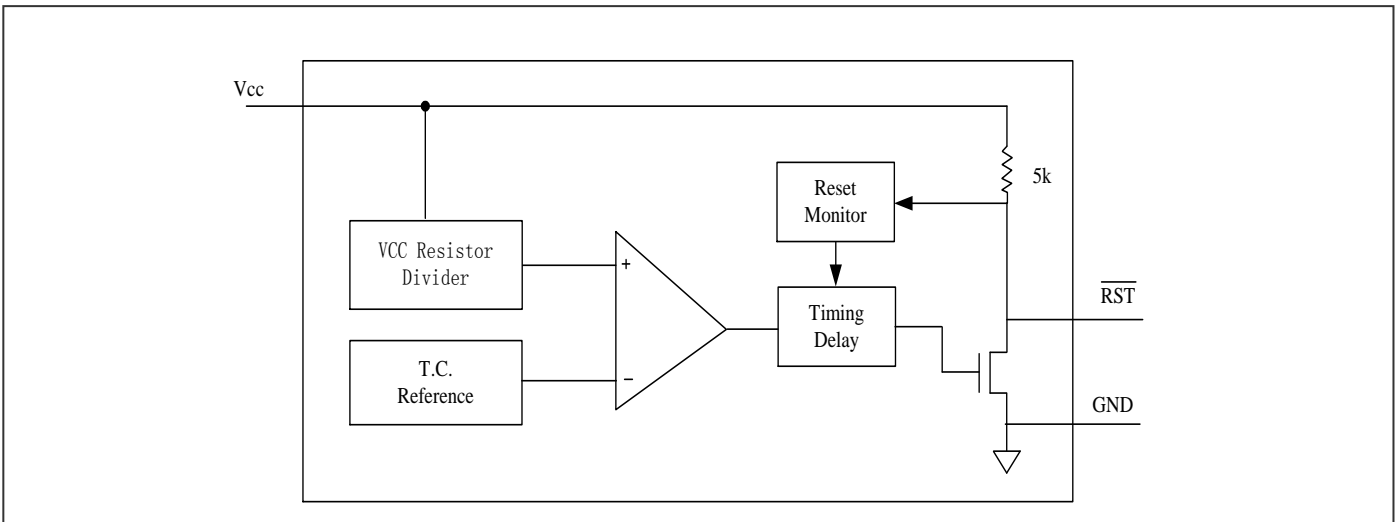 Vcc
VCC Resistor
Divider
T.C.
Reference
+
−
Reset
Monitor
Timing
Delay
5k
RST
GND